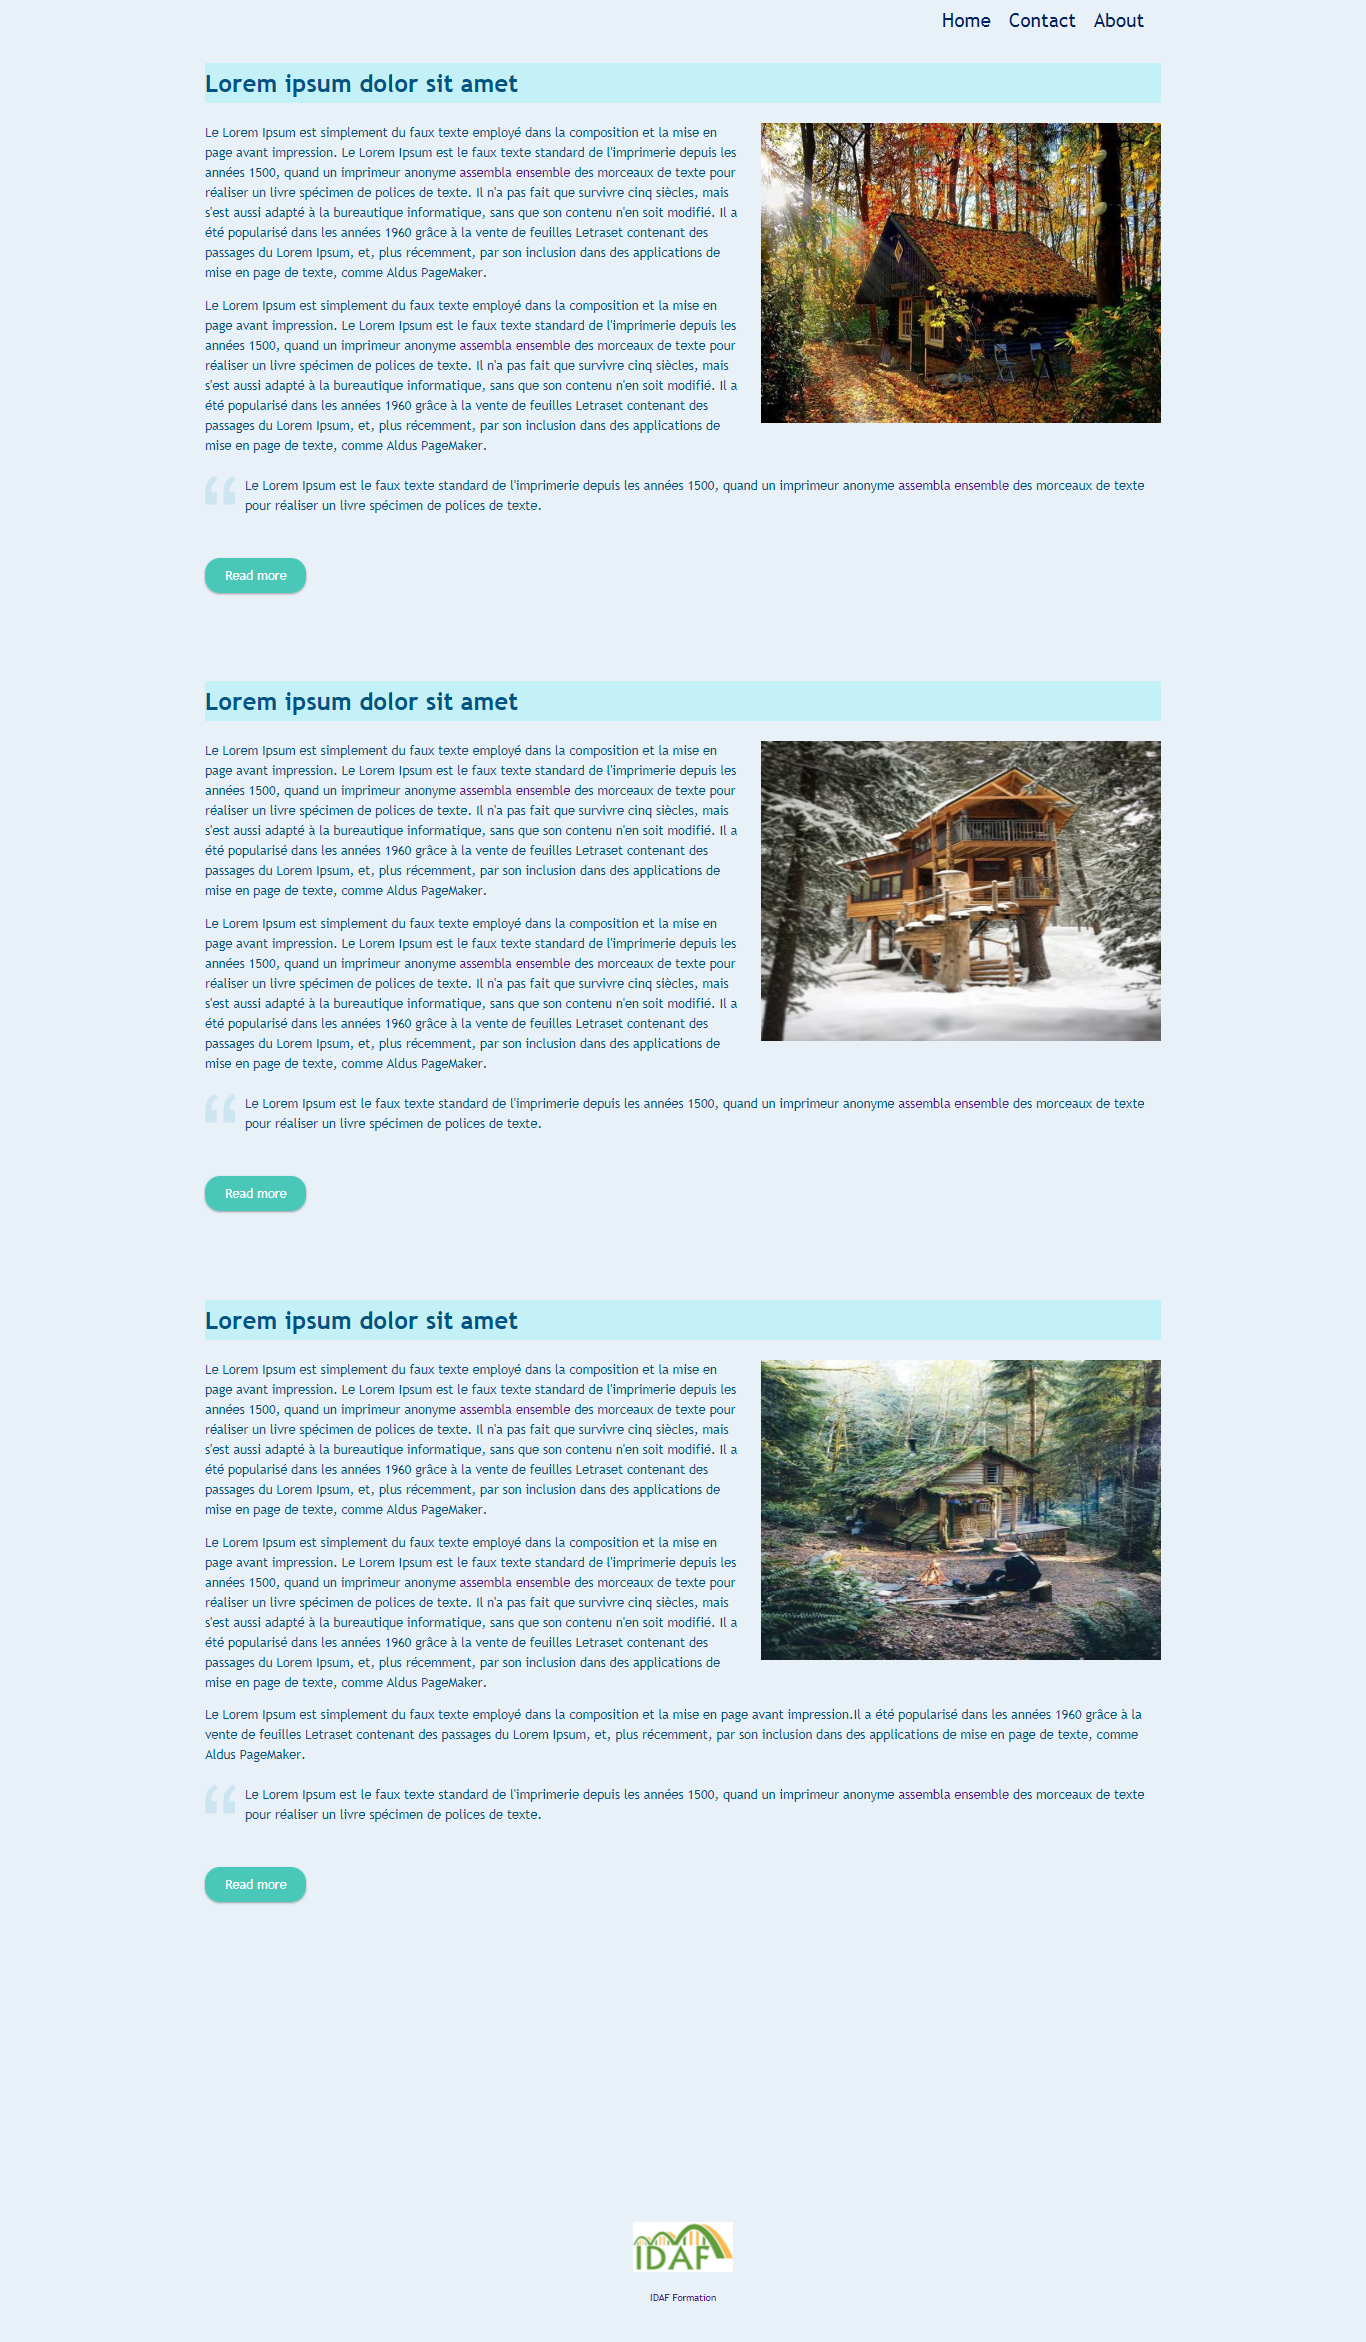 Home Contact About
Lorem ipsum dolor sit amet
Le Lorem Ipsum est simplement du faux texte employé dans la composition et la mise en
page avant impression. Le Lorem Ipsum est le faux texte standard de l'imprimerie depuis les
années 1500, quand un imprimeur anonyme assembla ensemble des morceaux de texte pour
réaliser un livre spécimen de polices de texte. Il n'a pas fait que survivre cinq siècles, mais
s'est aussi adapté à la bureautique informatique, sans que son contenu n'en soit modifié. Il a
été popularisé dans les années 1960 grâce à la vente de feuilles Letraset contenant des
passages du Lorem Ipsum, et, plus récemment, par son inclusion dans des applications de
mise en page de texte, comme Aldus PageMaker.
Le Lorem Ipsum est simplement du faux texte employé dans la composition et la mise en
page avant impression. Le Lorem Ipsum est le faux texte standard de l'imprimerie depuis les
années 1500, quand un imprimeur anonyme assembla ensemble des morceaux de texte pour
réaliser un livre spécimen de polices de texte. Il n'a pas fait que survivre cinq siècles, mais
s'est aussi adapté à la bureautique informatique, sans que son contenu n'en soit modifié. Il a
été popularisé dans les années 1960 grâce à la vente de feuilles Letraset contenant des
passages du Lorem Ipsum, et, plus récemment, par son inclusion dans des applications de
mise en page de texte, comme Aldus PageMaker.
“ Le Lorem Ipsum est le faux texte standard de l'imprimerie depuis les années 1500, quand un imprimeur anonyme assembla ensemble des morceaux de texte
pour réaliser un livre spécimen de polices de texte.
Read more
Lorem ipsum dolor sit amet
Le Lorem Ipsum est simplement du faux texte employé dans la composition et la mise en
page avant impression. Le Lorem Ipsum est le faux texte standard de l'imprimerie depuis les
années 1500, quand un imprimeur anonyme assembla ensemble des morceaux de texte pour
réaliser un livre spécimen de polices de texte. Il n'a pas fait que survivre cinq siècles, mais
s'est aussi adapté à la bureautique informatique, sans que son contenu n'en soit modifié. Il a
été popularisé dans les années 1960 grâce à la vente de feuilles Letraset contenant des
passages du Lorem Ipsum, et, plus récemment, par son inclusion dans des applications de
mise en page de texte, comme Aldus PageMaker.
Le Lorem Ipsum est simplement du faux texte employé dans la composition et la mise en
page avant impression. Le Lorem Ipsum est le faux texte standard de l'imprimerie depuis les
années 1500, quand un imprimeur anonyme assembla ensemble des morceaux de texte pour
réaliser un livre spécimen de polices de texte. Il n'a pas fait que survivre cinq siècles, mais
s'est aussi adapté à la bureautique informatique, sans que son contenu n'en soit modifié. Il a
été popularisé dans les années 1960 grâce à la vente de feuilles Letraset contenant des
passages du Lorem Ipsum, et, plus récemment, par son inclusion dans des applications de
mise en page de texte, comme Aldus PageMaker.
“ Le Lorem Ipsum est le faux texte standard de l'imprimerie depuis les années 1500, quand un imprimeur anonyme assembla ensemble des morceaux de texte
pour réaliser un livre spécimen de polices de texte.
Read more
Lorem ipsum dolor sit amet
Le Lorem Ipsum est simplement du faux texte employé dans la composition et la mise en
page avant impression. Le Lorem Ipsum est le faux texte standard de l'imprimerie depuis les
années 1500, quand un imprimeur anonyme assembla ensemble des morceaux de texte pour
réaliser un livre spécimen de polices de texte. Il n'a pas fait que survivre cinq siècles, mais
s'est aussi adapté à la bureautique informatique, sans que son contenu n'en soit modifié. Il a
été popularisé dans les années 1960 grâce à la vente de feuilles Letraset contenant des
passages du Lorem Ipsum, et, plus récemment, par son inclusion dans des applications de
mise en page de texte, comme Aldus PageMaker.
Le Lorem Ipsum est simplement du faux texte employé dans la composition et la mise en
page avant impression. Le Lorem Ipsum est le faux texte standard de l'imprimerie depuis les
années 1500, quand un imprimeur anonyme assembla ensemble des morceaux de texte pour
réaliser un livre spécimen de polices de texte. Il n'a pas fait que survivre cinq siècles, mais
s'est aussi adapté à la bureautique informatique, sans que son contenu n'en soit modifié. Il a
été popularisé dans les années 1960 grâce à la vente de feuilles Letraset contenant des
passages du Lorem Ipsum, et, plus récemment, par son inclusion dans des applications de
mise en page de texte, comme Aldus PageMaker.
Le Lorem Ipsum est simplement du faux texte employé dans la composition et la mise en page avant impression.Il a été popularisé dans les années 1960 grâce à la
vente de feuilles Letraset contenant des passages du Lorem Ipsum, et, plus récemment, par son inclusion dans des applications de mise en page de texte, comme
Aldus PageMaker.
“ Le Lorem Ipsum est le faux texte standard de l'imprimerie depuis les années 1500, quand un imprimeur anonyme assembla ensemble des morceaux de texte
pour réaliser un livre spécimen de polices de texte.
Read more
IDAF
IDAF Formation